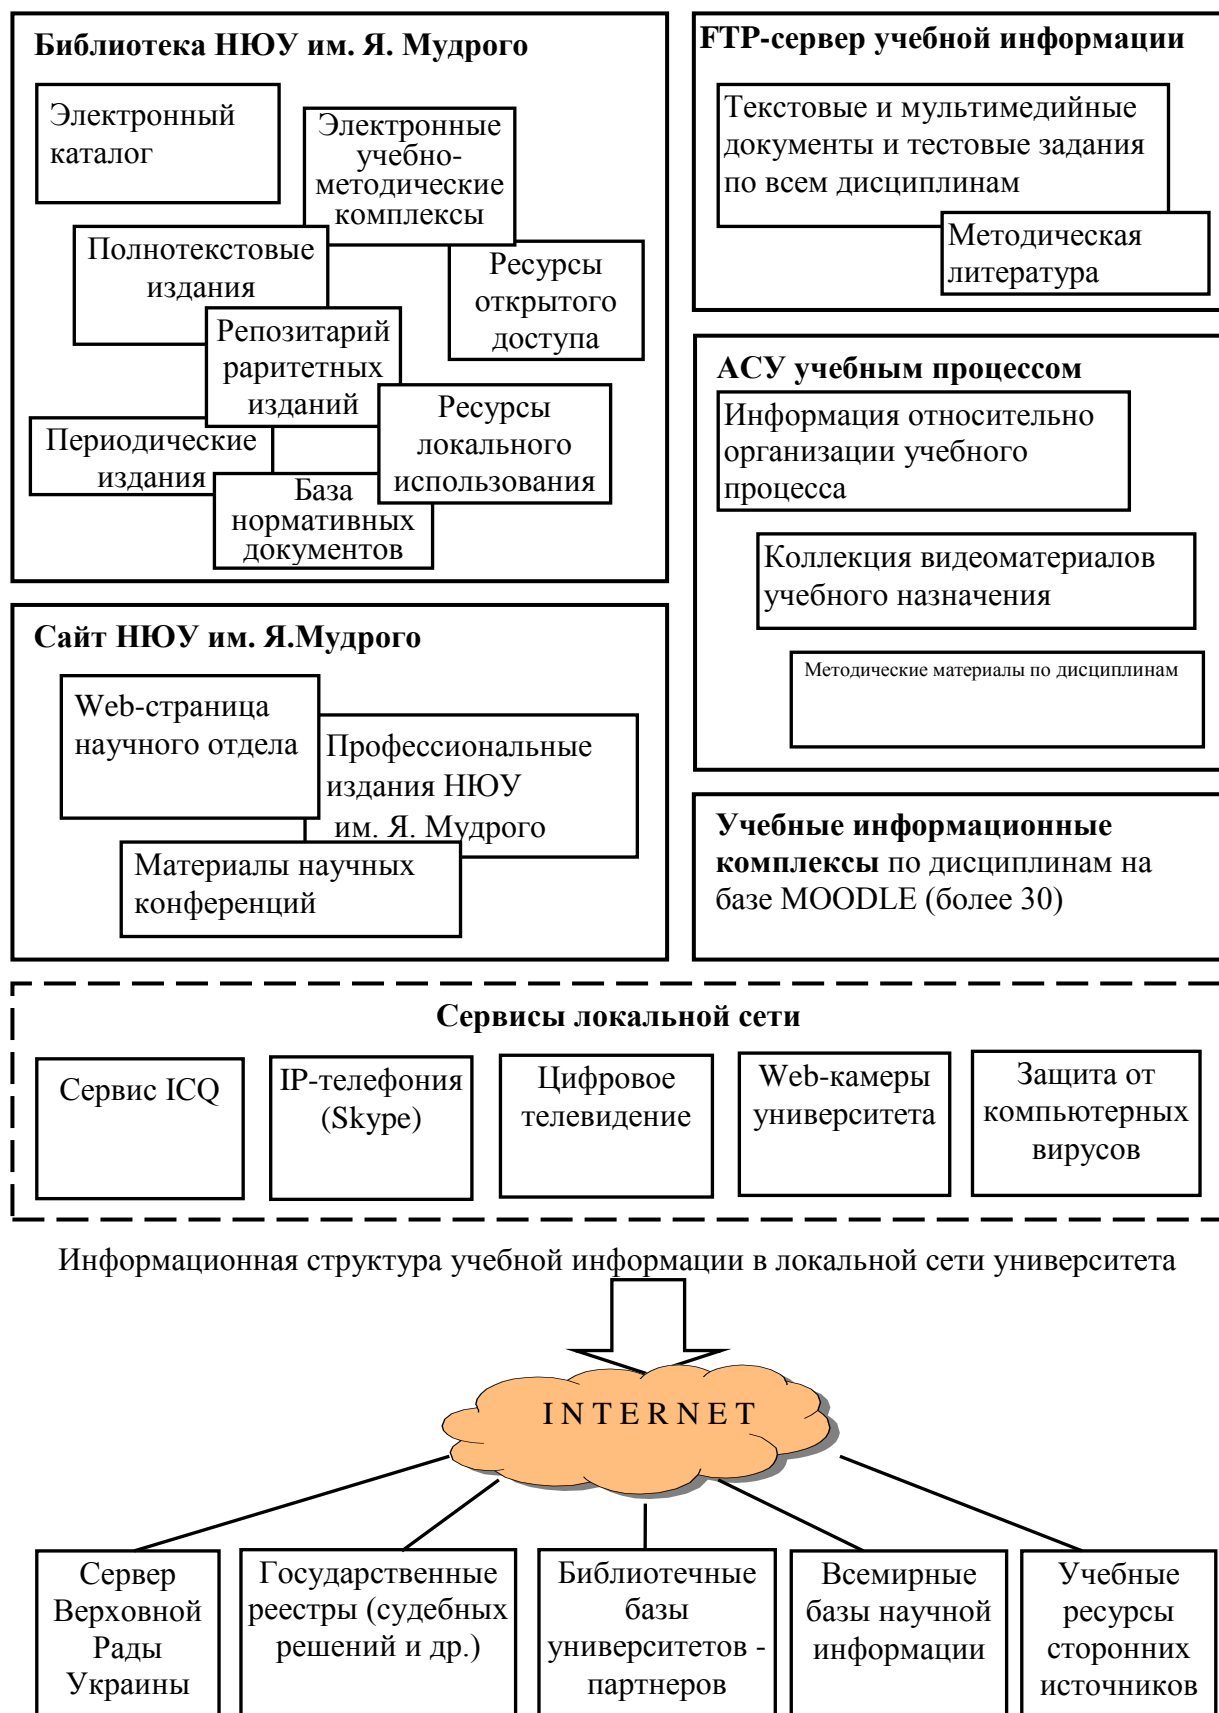 Библиотека НЮУ им. Я. Мудрого
Электронный
каталог
Электронные
учебно-
методические
комплексы
Полнотекстовые
издания
Ресурсы
открытого
доступа
Репозитарий
раритетных
изданий
Периодические
издания
Ресурсы
локального
использования
База
нормативных
документов
FTP-сервер учебной информации
Текстовые и мультимедийные
документы и тестовые задания
по всем дисциплинам
Методическая
литература
АСУ учебным процессом
Информация относительно
организации учебного
процесса
Коллекция видеоматериалов
учебного назначения
Методические материалы по дисциплинам
Сайт НЮУ им. Я.Мудрого
Web-страница
научного отдела
Профессиональные
издания НЮУ
им. Я. Мудрого
Материалы научных
конференций
Учебные информационные
комплексы по дисциплинам на
базе MOODLE (более 30)
Сервисы локальной сети
Сервис ICQ
IP-телефония
(Skype)
Цифровое
телевидение
Web-камеры
университета
Защита от
компьютерных
вирусов
Информационная структура учебной информации в локальной сети университета
INTERNET
Сервер
Верховной
Рады
Украины
Государственные
реестры (судебных
решений и др.)
Библиотечные
базы
университетов -
партнеров
Всемирные
базы научной
информации
Учебные
ресурсы
сторонних
источников